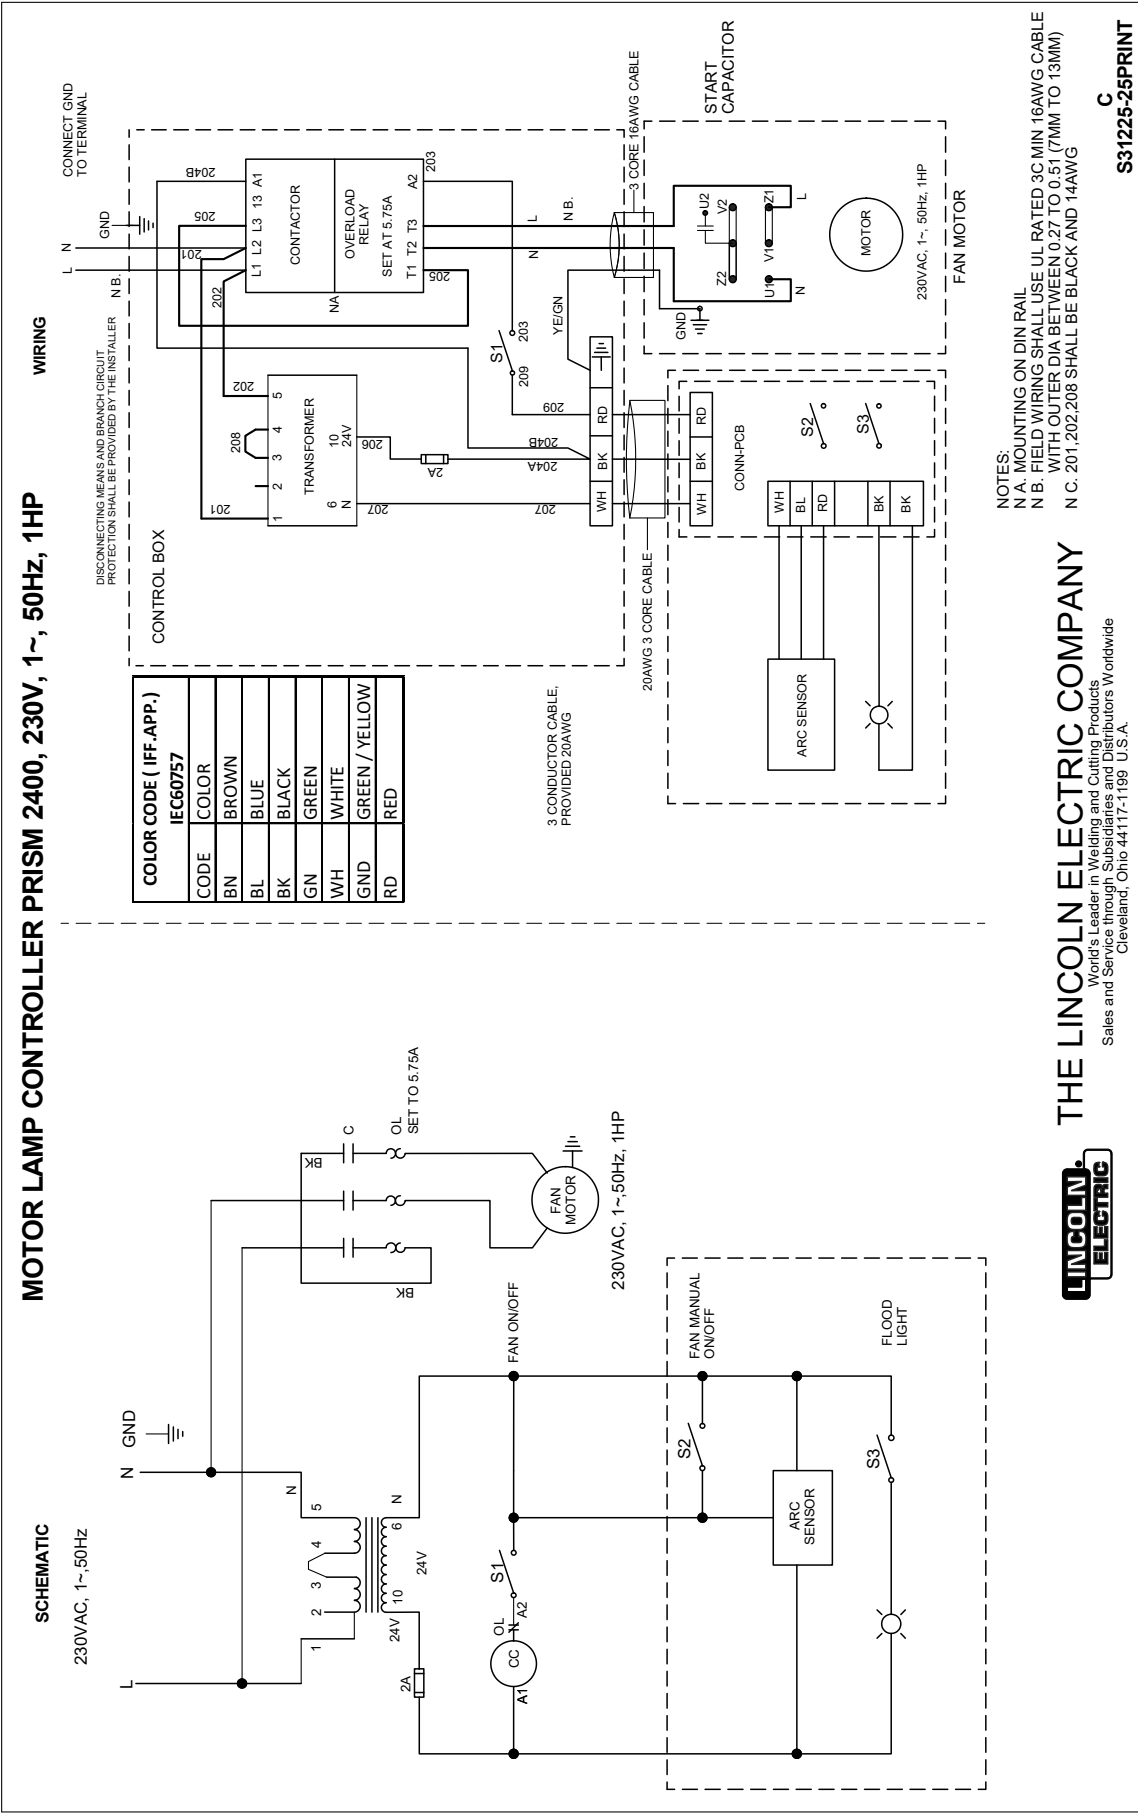 MOTOR LAMP CONTROLLER PRISM 2400, 230V, 1~, 50Hz, 1HP
SCHEMATIC
230VAC, 1~,50Hz
L
N
GND
N
1
2
3
4
5
10
6
N
24V
24V
2A
OL
CC
A1
A2
S1
FAN ON/OFF
BK
BK
C
OL
SET TO 5.75A
FAN
MOTOR
230VAC, 1~,50Hz, 1HP
S2
FAN MANUAL
ON/OFF
ARC
SENSOR
S3
FLOOD
LIGHT
WIRING
COLOR CODE ( IFF.APP.)
IEC60757
CODE COLOR
BN BROWN
BL BLUE
BK BLACK
GN GREEN
WH WHITE
GND GREEN / YELLOW
RD RED
DISCONNECTING MEANS AND BRANCH CIRCUIT
PROTECTION SHALL BE PROVIDED BY THE INSTALLER
L
N
N B.
GND
CONNECT GND
TO TERMINAL
CONTROL BOX
201
208
202
1
2
3
4
5
TRANSFORMER
6
N
10
24V
207
206
2A
207
204A
204B
209
202
201
205
204B
L1 L2 L3 13 A1
CONTACTOR
OVERLOAD
RELAY
SET AT 5.75A
NA
T1 T2 T3 A2
203
205
S1
209
203
YE/GN
N
L
N B.
WH BK RD
3 CONDUCTOR CABLE,
PROVIDED 20AWG
20AWG 3 CORE CABLE
3 CORE 16AWG CABLE
WH BK RD
CONN-PCB
S2
S3
WH
BL
RD
BK
BK
ARC SENSOR
START
CAPACITOR
GND
Z2
U2
V2
U1
V1
Z1
N
L
MOTOR
230VAC, 1~, 50Hz, 1HP
FAN MOTOR
NOTES:
N A. MOUNTING ON DIN RAIL
N B. FIELD WIRING SHALL USE UL RATED 3C MIN 16AWG CABLE
WITH OUTER DIA BETWEEN 0.27 TO 0.51 (7MM TO 13MM)
N C. 201,202,208 SHALL BE BLACK AND 14AWG
LINCOLN
ELECTRIC
THE LINCOLN ELECTRIC COMPANY
World's Leader in Welding and Cutting Products
Sales and Service through Subsidiaries and Distributors Worldwide
Cleveland, Ohio 44117-1199 U.S.A.
C
S31225-25PRINT